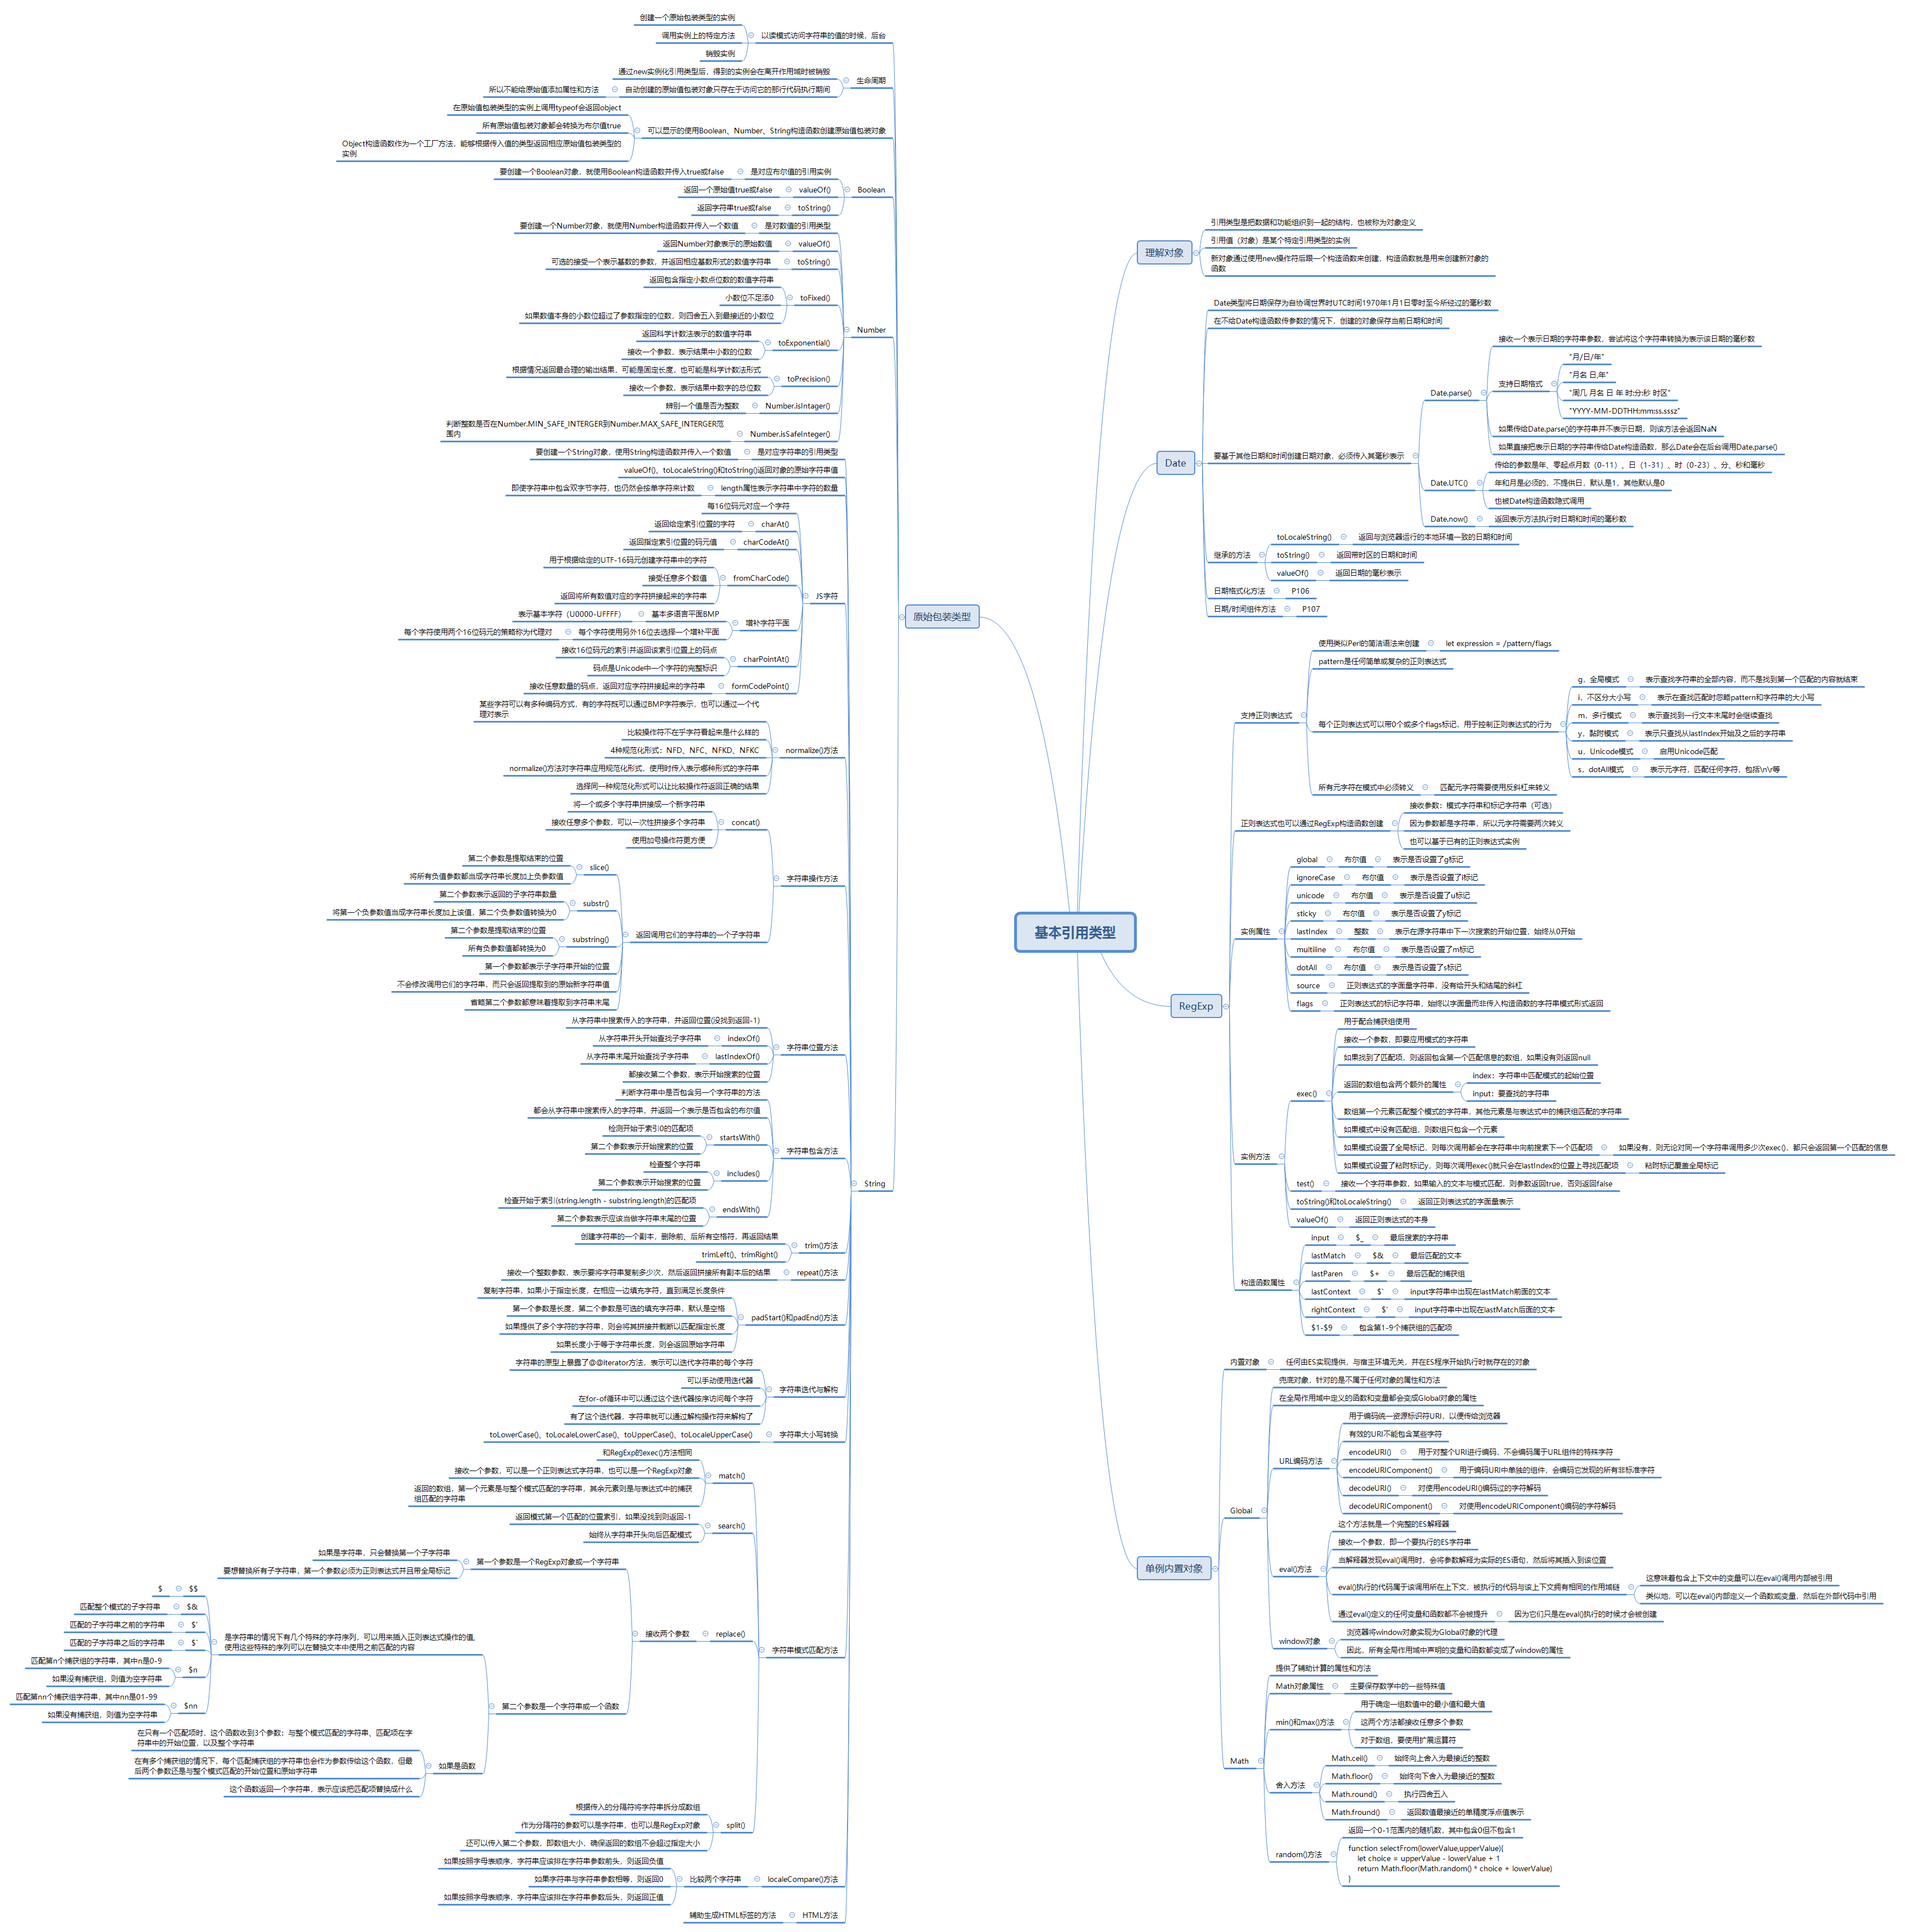 基本引用类型
理解对象
引用类型是把数据和功能组织到一起的结构，也被称为对象定义
引用值（对象）是某个特定引用类型的实例
新对象通过使用new操作符后跟一个构造函数来创建，构造函数就是用来创建新对象的
函数
Date
Date类型将日期保存为自协调世界时UTC时间1970年1月1日零时至今所经过的毫秒数
在不给Date构造函数传参数的情况下，创建的对象保存当前日期和时间
要基于其他日期和时间创建日期对象，必须传入其毫秒表示
Date.parse()
接收一个表示日期的字符串参数，尝试将这个字符串转换为表示该日期的毫秒数
支持日期格式
"月/日/年"
"月名 日,年"
"周几 月名 日 年 时:分:秒 时区"
"YYYY-MM-DDTHH:mm:ss.sssz"
如果传给Date.parse()的字符串并不表示日期，则该方法会返回NaN
如果直接把表示日期的字符串传给Date构造函数，那么Date会在后台调用Date.parse()
Date.UTC()
传给的参数是年、零起点月数（0-11）、日（1-31）、时（0-23）、分、秒和毫秒
年和月是必须的，不提供日，默认是1，其他默认是0
也被Date构造函数隐式调用
Date.now()
返回表示方法执行时日期和时间的毫秒数
继承的方法
toLocaleString()
返回与浏览器运行的本地环境一致的日期和时间
toString()
返回带时区的日期和时间
valueOf()
返回日期的毫秒表示
日期格式化方法
P106
日期/时间组件方法
P107
RegExp
支持正则表达式
使用类似Perl的简洁语法来创建
let expression = /pattern/flags
pattern是任何简单或复杂的正则表达式
每个正则表达式可以带0个或多个flags标记，用于控制正则表达式的行为
g，全局模式
表示查找字符串的全部内容，而不是找到第一个匹配的内容就结束
i，不区分大小写
表示在查找匹配时忽略pattern和字符串的大小写
m，多行模式
表示查找到一行文本末尾时会继续查找
y，黏附模式
表示只查找从lastIndex开始及之后的字符串
u，Unicode模式
启用Unicode匹配
s，dotAll模式
表示元字符，匹配任何字符，包括\n\r等
所有元字符在模式中必须转义
匹配元字符需要使用反斜杠来转义
正则表达式也可以通过RegExp构造函数创建
接收参数：模式字符串和标记字符串（可选）
因为参数都是字符串，所以元字符需要两次转义
也可以基于已有的正则表达式实例
实例属性
global
布尔值
表示是否设置了g标记
ignoreCase
布尔值
表示是否设置了i标记
unicode
布尔值
表示是否设置了u标记
sticky
布尔值
表示是否设置了y标记
lastIndex
整数
表示在源字符串中下一次搜索的开始位置，始终从0开始
multiline
布尔值
表示是否设置了m标记
dotAll
布尔值
表示是否设置了s标记
source
正则表达式的字面量字符串，没有给开头和结尾的斜杠
flags
正则表达式的标记字符串，始终以字面量而非传入构造函数的字符串模式形返回
实例方法
exec()
用于配合捕获组使用
接收一个参数，即要应用模式的字符串
如果找到了匹配项，则返回包含第一个匹配信息的数组，如果没有则返回null
返回的数组包含两个额外的属性
index：字符串中匹配模式的起始位置
input：要查找的字符串
数组第一个元素匹配整个模式的字符串，其他元素是与表达式中的捕获组匹配的字符串
如果模式中没有匹配组，则数组只包含一个元素
如果模式设置了全局标记，则每次调用都会在字符串中向前搜索下一个匹配项
如果没有，则无论对同一个字符串调用多少次exec()，都只会返回第一个匹配的信息
如果模式设置了粘附标记y，则每次调用exec()就只会在lastIndex的位置上寻找匹配项
粘附标记覆盖全局标记
test()
接收一个字符串参数，如果输入的文本与模式匹配，则参数返回true，否则返回false
toString()和toLocaleString()
返回正则表达式的字面量表示
valueOf()
返回正则表达式的本身
构造函数属性
input
$_
最后搜索的字符串
lastMatch
$&
最后匹配的文本
lastParen
$+
最后匹配的捕获组
lastContext
$`
input字符串中出现在lastMatch前面的文本
rightContext
$'
input字符串中出现在lastMatch后面的文本
$1-$9
包含第1-9个捕获组的匹配项
单例内置对象
内置对象
任何由ES实现提供，与宿主环境无关，并在ES程序开始执行时就存在的对象
Global
兜底对象，针对的是不属于任何对象的属性和方法
在全局作用域中定义的函数和变量都会变成Global对象的属性
URL编码方法
用于编码统一资源标识符URI，以便传给浏览器
有效的URI不能包含某些字符
encodeURI()
用于对整个URI进行编码，不会编码属于URL组件的特殊字符
encodeURIComponent()
用于编码URI中单独的组件，会编码它发现的所有非标准字符
decodeURI()
对使用encodeURI()编码过的字符解码
decodeURIComponent()
对使用encodeURIComponent()编码的字符解码
eval()方法
这个方法就是一个完整的ES解释器
接收一个参数，即一个要执行的ES字符串
当解释器发现eval()调用时，会将参数解释为实际的ES语句，然后将其插入到该位置
eval()执行的代码属于该调用所在上下文，被执行的代码与该上下文拥有相同的作用域链
这意味着包含上下文中的变量可以在eval()调用内部被引用
类似地，可以在eval()内部定义一个函数或变量，然后在外部代码中引用
通过eval()定义的任何变量和函数都不会被提升
因为它们只是在eval()执行的时候才会被创建
window对象
浏览器将window对象实现为Global对象的代理
因此，所有全局作用域中声明的变量和函数都变成了window的属性
Math
提供了辅助计算的属性和方法
Math对象属性
主要保存数学中的一些特殊值
min()和max()方法
用于确定一组数值中的最小值和最大值
这两个方法都接收任意多个参数
对于数组，要使用扩展运算符
舍入方法
Math.ceil()
始终向上舍入为最接近的整数
Math.floor()
始终向下舍入为最接近的整数
Math.round()
执行四舍五入
Math.fround()
返回数值最接近的单精度浮点值表示
random()方法
返回一个0-1范围内的随机数，其中包含0但不包含1
function selectFrom(lowerValue,upperValue){
let choice = upperValue - lowerValue + 1
return Math.floor(Math.random() * choice + lowerValue)
}
原始包装类型
以读模式访问字符串的值的时候，后台
创建一个原始包装类型的实例
调用实例上的特定方法
销毁实例
生命周期
通过new实例化引用类型后，得到的实例会在离开作用域时被销毁
自动创建的原始值包装对象只存在于访问它的那行代码执行期间
所以不能给原始值添加属性和方法
可以显示的使用Boolean、Number、String构造函数创建原始值包装对象
在原始值包装类型的实例上调用typeof会返回object
所有原始值包装对象都会转换为布尔值true
Object构造函数作为一个工厂方法，能够根据传入值的类型返回相应原始值包装类型的
实例
Boolean
是对应布尔值的引用实例
要创建一个Boolean对象，就使用Boolean构造函数并传入true或false
valueOf()
返回一个原始值true或false
toString()
返回字符串true或false
Number
是对数值的引用类型
要创建一个Number对象，就使用Number构造函数并传入一个数值
valueOf()
返回Number对象表示的原始数值
toString()
可选的接受一个表示基数的参数，并返回相应基数形式的数值字符串
toFixed()
返回包含指定小数点位数的数值字符串
小数位不足添0
如果数值本身的小数位超过了参数指定的位数，则四舍五入到最接近的小数位
toExponential()
返回科学计数法表示的数值字符串
接收一个参数，表示结果中小数的位数
toPrecision()
根据情况返回最合理的输出结果，可能是固定长度，也可能是科学计数法形式
接收一个参数，表示结果中数字的总位数
Number.isIntager()
辨别一个值是否为整数
Number.isSafeInteger()
判断整数是否在Number.MIN_SAFE_INTERGER到Number.MAX_SAFE_INTERGER范
围内
String
是对应字符串的引用类型
要创建一个String对象，使用String构造函数并传入一个数值
valueOf()、toLocaleString()和toString()返回对象的原始字符串值
length属性表示字符串中字符的数量
即使字符串中包含双字节字符，也仍然会按单字符来计数
JS字符
每16位码元对应一个字符
charAt()
返回给定索引位置的字符
charCodeAt()
返回指定索引位置的码元值
fromCharCode()
用于根据给定的UTF-16码元创建字符串中的字符
接受任意多个数值
返回将所有数值对应的字符拼接起来的字符串
增补字符平面
基本多语言平面BMP
表示基本字符（U0000-UFFFF）
每个字符使用另外16位去选择一个增补平面
每个字符使用两个16位码元的策略称为代理对
charPointAt()
接收16位码元的索引并返回该索引位置上的码点
码点是Unicode中一个字符的完整标识
formCodePoint()
接收任意数量的码点，返回对应字符拼接起来的字符串
normalize()方法
某些字符可以有多种编码方式，有的字符既可以通过BMP字符表示，也可以通过一个代
理对表示
比较操作符不在乎字符看起来是什么样的
4种规范化形式：NFD、NFC、NFKD、NFKC
normalize()方法对字符串应用规范化形式，使用时传入表示哪种形式的字符串
选择同一种规范化形式可以让比较操作符返回正确的结果
字符串操作方法
concat()
将一个或多个字符串拼接成一个新字符串
接收任意多个参数，可以一次性拼接多个字符串
使用加号操作符更方便
返回调用它们的字符串的一个子字符串
slice()
第二个参数是提取结束的位置
将所有负值参数都当成字符串长度加上负参数值
substr()
第二个参数表示返回的子字符串数量
将第一个负参数值当成字符串长度加上该值，第二个负参数值转换为0
substring()
第二个参数是提取结束的位置
所有负参数值都转换为0
第一个参数都表示子字符串开始的位置
不会修改调用它们的字符串，而只会返回提取到的原始新字符串值
省略第二个参数都意味着提取到字符串末尾
字符串位置方法
从字符串中搜索传入的字符串，并返回位置(没找到返回-1)
indexOf()
从字符串开头开始查找子字符串
lastIndexOf()
从字符串末尾开始查找子字符串
都接收第二个参数，表示开始搜素的位置
字符串包含方法
判断字符串中是否包含另一个字符串的方法
都会从字符串中搜索传入的字符串，并返回一个表示是否包含的布尔值
startsWith()
检测开始于索引0的匹配项
第二个参数表示开始搜索的位置
includes()
检查整个字符串
第二个参数表示开始搜索的位置
endsWith()
检查开始于索引(string.length - substring.length)的匹配项
第二个参数表示应该当做字符串末尾的位置
trim()方法
创建字符串的一个副本，删除前、后所有空格符，再返回结果
trimLeft()、trimRight()
repeat()方法
接收一个整数参数，表示要将字符串复制多少次，然后返回拼接所有副本后的结果
padStart()和padEnd()方法
复制字符串，如果小于指定长度，在相应一边填充字符，直到满足长度条件
第一个参数是长度，第二个参数是可选的填充字符串，默认是空格
如果提供了多个字符的字符串，则会将其拼接并截断以匹配指定长度
如果长度小于等于字符串长度，则会返回原始字符串
字符串迭代与解构
字符串的原型上暴露了@@iterator方法，表示可以迭代字符串的每个字符
可以手动使用迭代器
在for-of循环中可以通过这个迭代器按序访问每个字符
有了这个迭代器，字符串就可以通过解构操作符来解构了
字符串大小写转换
toLowerCase()、toLocaleLowerCase()、toUpperCase()、toLocaleUpperCase()
字符串模式匹配方法
match()
和RegExp的exec()方法相同
接收一个参数，可以是一个正则表达式字符串，也可以是一个RegExp对象
返回的数组，第一个元素是与整个模式匹配的字符串，其余元素则是与表达式中的捕获
组匹配的字符串
search()
返回模式第一个匹配的位置索引，如果没找到则返回-1
始终从字符串开头向后匹配模式
replace()
接收两个参数
第一个参数是一个RegExp对象或一个字符串
如果是字符串，只会替换第一个子字符串
要想替换所有子字符串，第一个参数必须为正则表达式并且带全局标记
第二个参数是一个字符串或一个函数
是字符串的情况下有几个特殊的字符序列，可以用来插入正则表达式操作的值，
使用这些特殊的序列可以在替换文本中使用之前匹配的内容
$$
$
$&
匹配整个模式的子字符串
$'
匹配的子字符串之前的字符串
$`
匹配的子字符串之后的字符串
$n
匹配第n个捕获组的字符串，其中n是0-9
如果没有捕获组，则值为空字符串
$nn
匹配第nn个捕获组字符串，其中nn是01-99
如果没有捕获组，则值为空字符串
如果是函数
在只有一个匹配项时，这个函数收到3个参数：与整个模式匹配的字符串、匹配项在字
符串中的开始位置，以及整个字符串
在有多个捕获组的情况下，每个匹配捕获组的字符串也会作为参数传给这个函数，但最
后两个参数还是与整个模式匹配的开始位置和原始字符串
这个函数返回一个字符串，表示应该把匹配项替换成什么
split()
根据传入的分隔符将字符串拆分成数组
作为分隔符的参数可以是字符串，也可以是RegExp对象
还可以传入第二个参数，即数组大小，确保返回的数组不会超过指定大小
localeCompare()方法
比较两个字符串
如果按照字母表顺序，字符串应该排在字符串参数前头，则返回负值
如果字符串与字符串参数相等，则返回0
如果按照字母表顺序，字符串应该排在字符串参数后头，则返回正值
HTML方法
辅助生成HTML标签的方法